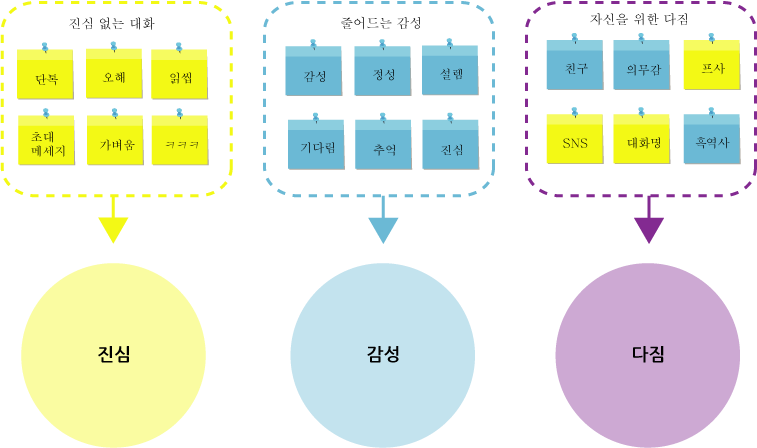 진심 없는 대화
단톡
오해
읽씹
초대
메세지
가벼움
ㅋㅋㅋ
줄어드는 감성
감성
정성
설렘
기다림
추억
진심
자신을 위한 다짐
친구
의무감
프사
SNS
대화명
흑역사
진심
감성
다짐